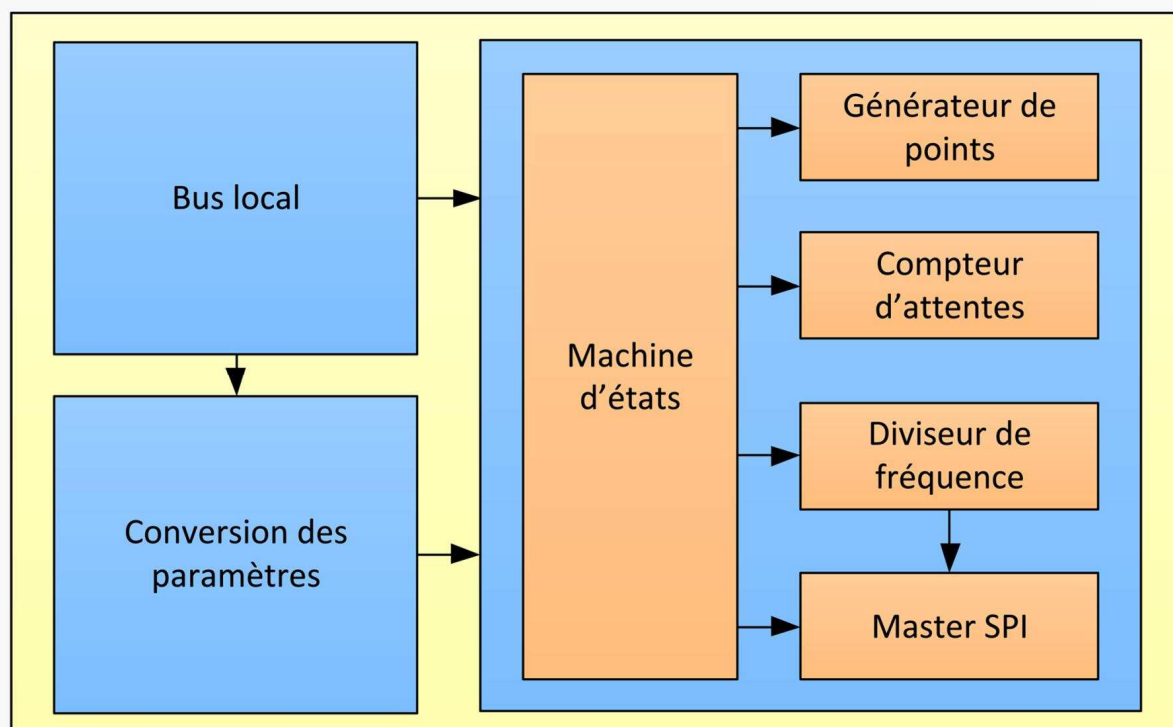 Bus local
Conversion des
paramètres
Machine
d’états
Générateur de
points
Compteur
d’attentes
Diviseur de
fréquence
Master SPI